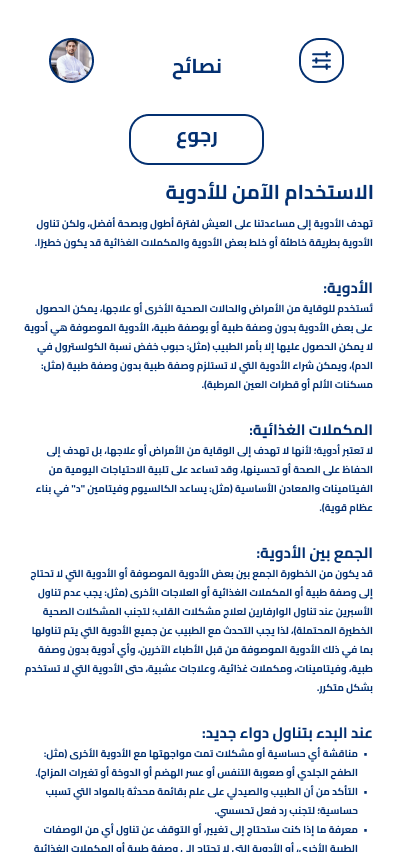 نصائح
رجوع
الاستخدام الآمن للأدوية
تهدف الأدوية إلى مساعدتنا على العيش لفترة أطول وبصحة أفضل، ولكن تناول
الأدوية بطريقة خاطئة أو خلط بعض الأدوية والمكملات الغذائية قد يكون خطيرًا.
الأدوية:
تُستخدم للوقاية من الأمراض والحالات الصحية الأخرى أو علاجها، يمكن الحصول
على بعض الأدوية بدون وصفة طبية أو بوصفة طبية، الأدوية الموصوفة هي أدوية
لا يمكن الحصول عليها إلا بأمر الطبيب (مثل: حبوب خفض نسبة الكولسترول في
الدم)، ويمكن شراء الأدوية التي لا تستلزم وصفة طبية بدون وصفة طبية (مثل:
مسكنات الألم أو قطرات العين المرطبة).
المكملات الغذائية:
لا تعتبر أدوية؛ لأنها لا تهدف إلى الوقاية من الأمراض أو علاجها، بل تهدف إلى
الحفاظ على الصحة أو تحسينها، وقد تساعد على تلبية الاحتياجات اليومية من
الفيتامينات والمعادن الأساسية (مثل: يساعد الكالسيوم وفيتامين "د" في بناء
عظام قوية).
الجمع بين الأدوية:
قد يكون من الخطورة الجمع بين بعض الأدوية الموصوفة أو الأدوية التي لا تحتاج
إلى وصفة طبية أو المكملات الغذائية أو العلاجات الأخرى (مثل: يجب عدم تناول
الأسبرين عند تناول الوارفارين لعلاج مشكلات القلب؛ لتجنب المشكلات الصحية
الخطيرة المحتملة)، لذا يجب التحدث مع الطبيب عن جميع الأدوية التي يتم تناولها
بما في ذلك الأدوية الموصوفة من قبل الأطباء الآخرين، وأي أدوية بدون وصفة
طبية، وفيتامينات، ومكملات غذائية، وعلاجات عشبية، حتى الأدوية التي لا تستخدم
بشكل متكرر.
عند البدء بتناول دواء جديد:
• مناقشة أي حساسية أو مشكلات تمت مواجهتها مع الأدوية الأخرى (مثل:
الطفح الجلدي أو صعوبة التنفس أو عسر الهضم أو الدوخة أو تغيرات المزاج).
• التأكد من أن الطبيب والصيدلي على علم بقائمة محدثة بالمواد التي تسبب
حساسية؛ لتجنب رد فعل تحسسي.
• معرفة ما إذا كنت ستحتاج إلى تغيير، أو التوقف عن تناول أي من الوصفات
الطبية الأخرى، أو الأدوية التي لا تحتاج إلى وصفة طبية أو المكملات الغذائية